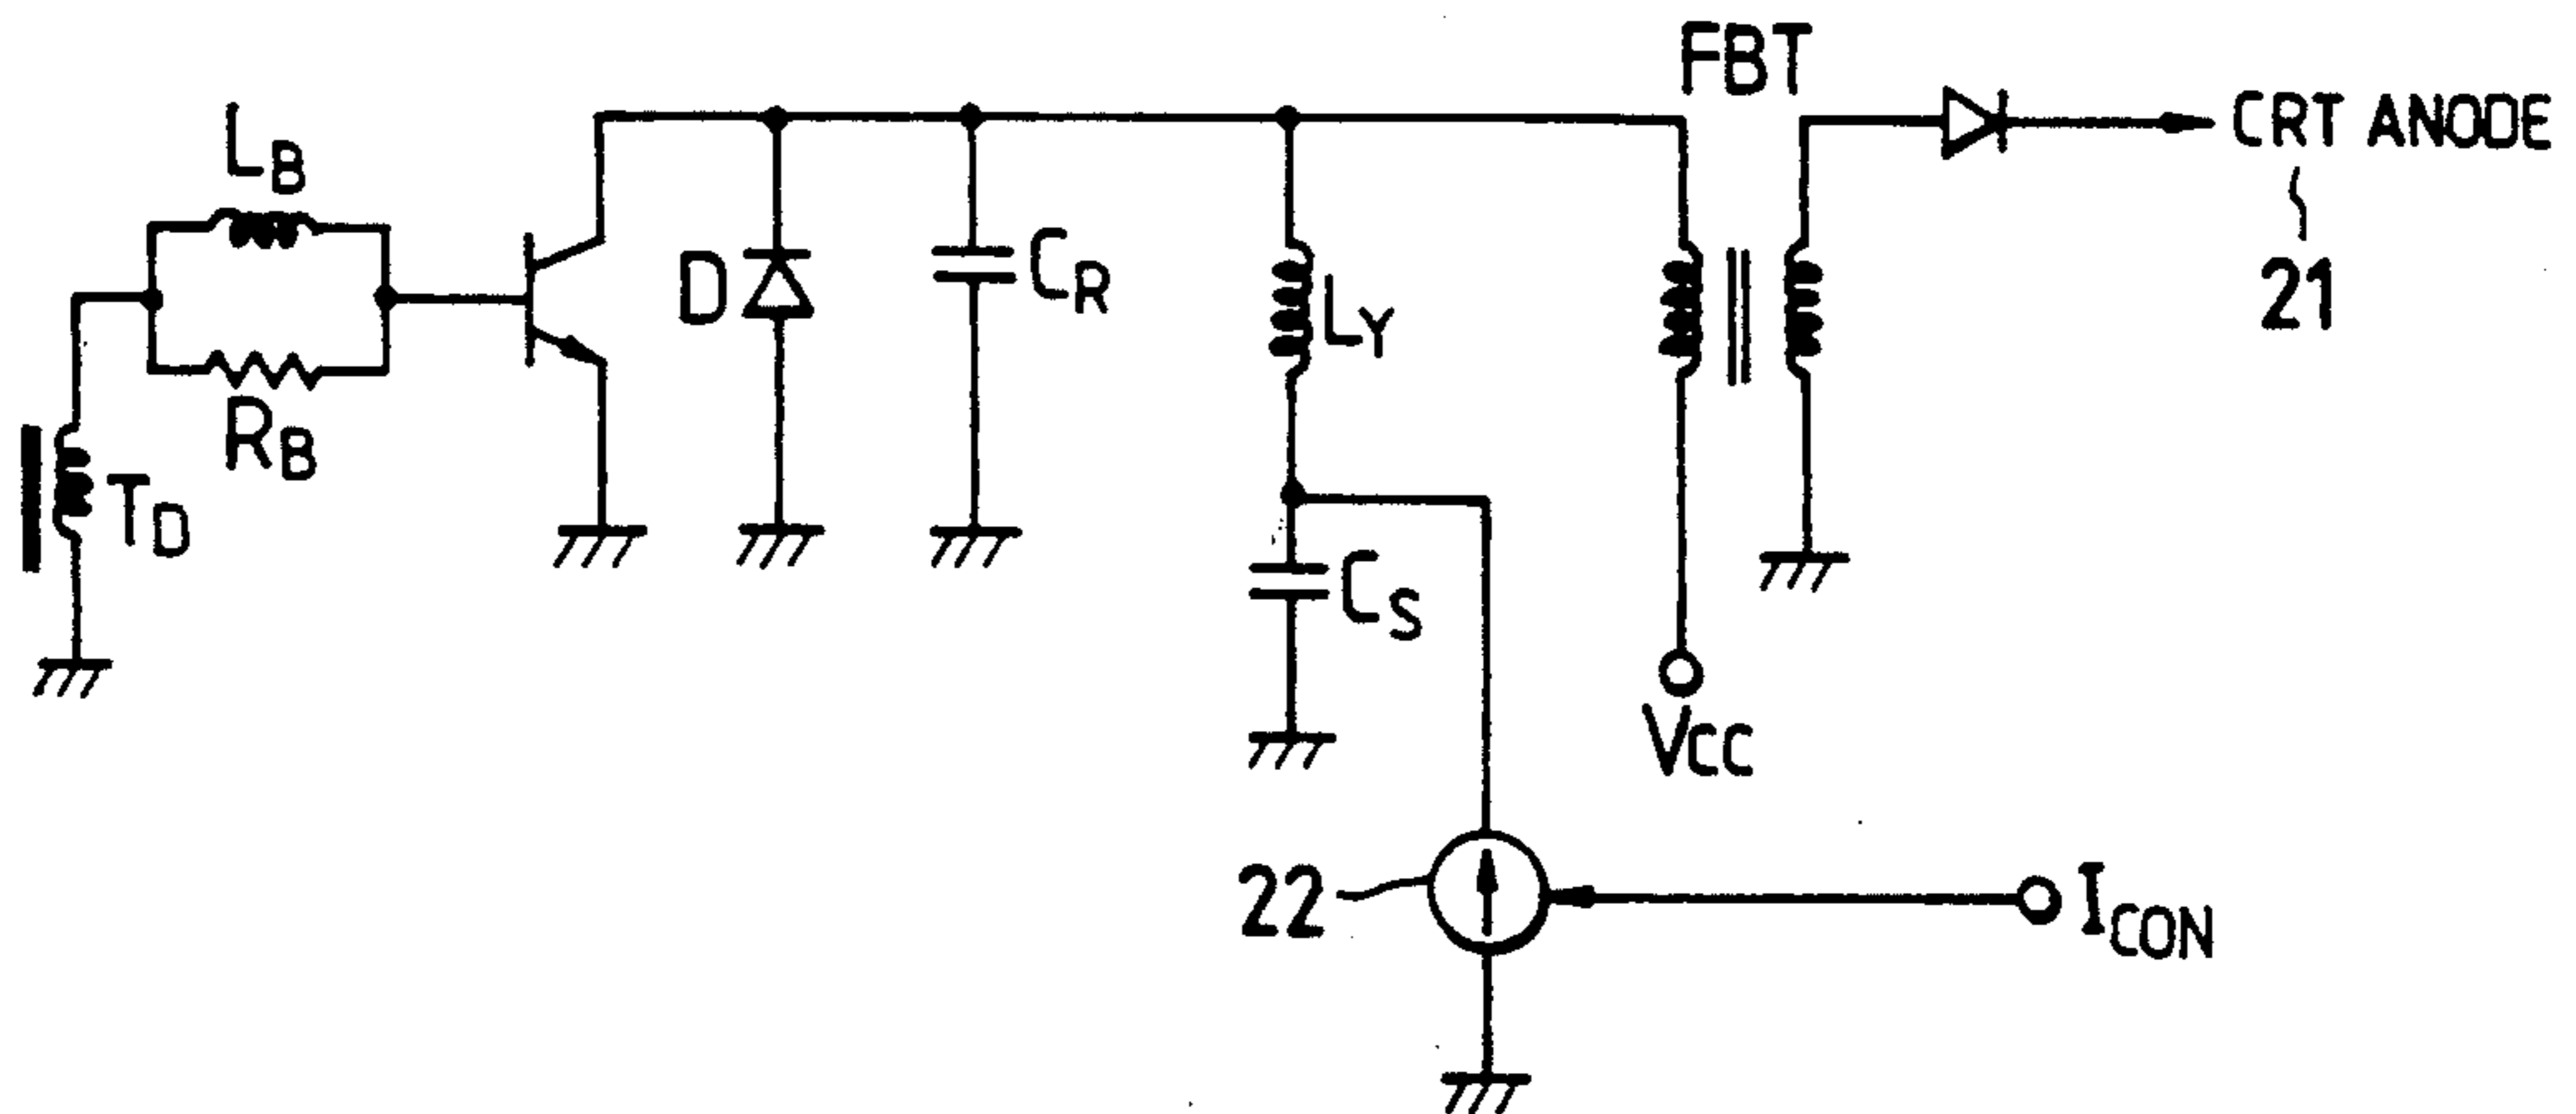 FBT
CRT ANODE
21
LB
RB
TD
D
CR
LY
CS
VCC
22
ICON